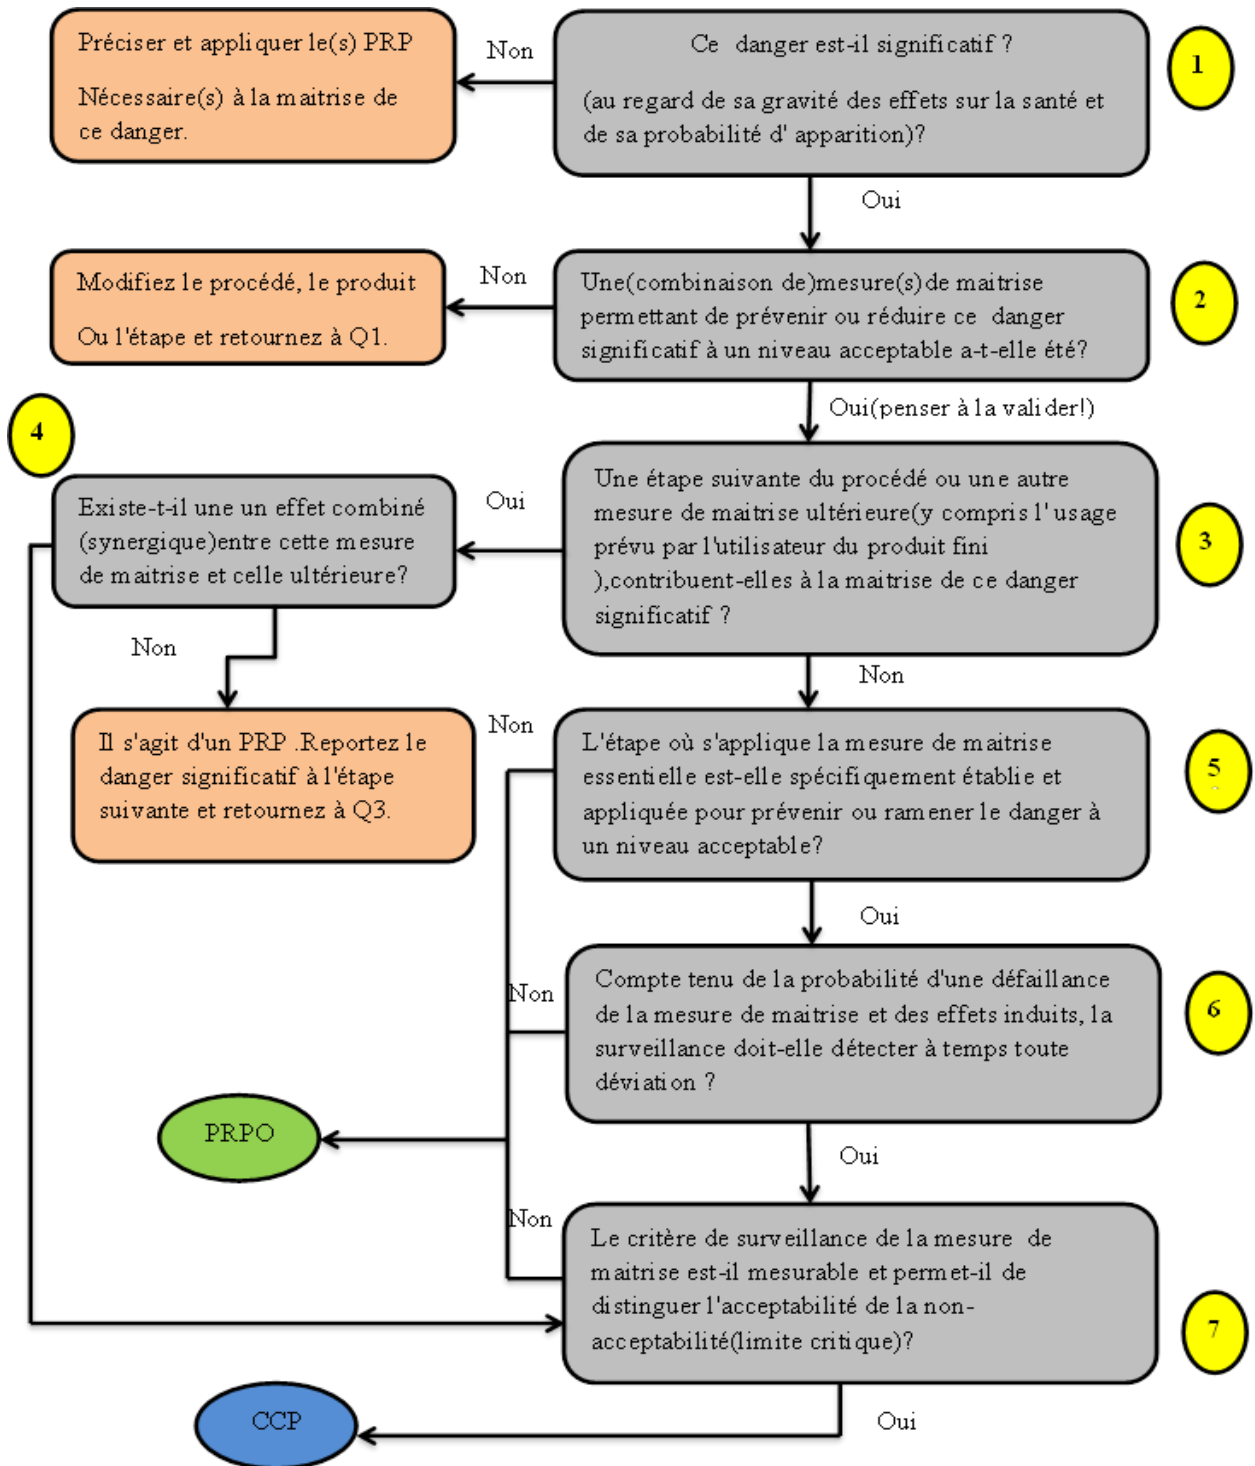 Préciser et appliquer le(s) PRP
Nécessaire(s) à la maitrise de
ce danger.
Non
Ce danger est-il significatif ?
(au regard de sa gravité des effets sur la santé et
de sa probabilité d' apparition)?
1
Oui
Modifiez le procédé, le produit
Ou l'étape et retournez à Q1.
Non
Une(combinaison de)mesure(s)de maitrise
permettant de prévenir ou réduire ce danger
significatif à un niveau acceptable a-t-elle été?
2
Oui(penser à la valider!)
4
Existe-t-il une un effet combiné
(synergique)entre cette mesure
de maitrise et celle ultérieure?
Oui
Une étape suivante du procédé ou une autre
mesure de maitrise ultérieure(y compris l' usage
prévu par l'utilisateur du produit fini
),contribuent-elles à la maitrise de ce danger
significatif ?
3
Non
Non
Il s'agit d'un PRP .Reportez le
danger significatif à l'étape
suivante et retournez à Q3.
Non
L'étape où s'applique la mesure de maitrise
essentielle est-elle spécifiquement établie et
appliquée pour prévenir ou ramener le danger à
un niveau acceptable?
5
Oui
Non
Compte tenu de la probabilité d'une défaillance
de la mesure de maitrise et des effets induits, la
surveillance doit-elle détecter à temps toute
déviation ?
6
PRPO
Oui
Non
Le critère de surveillance de la mesure de
maitrise est-il mesurable et permet-il de
distinguer l'acceptabilité de la non-
acceptabilité(limite critique)?
7
CCP
Oui